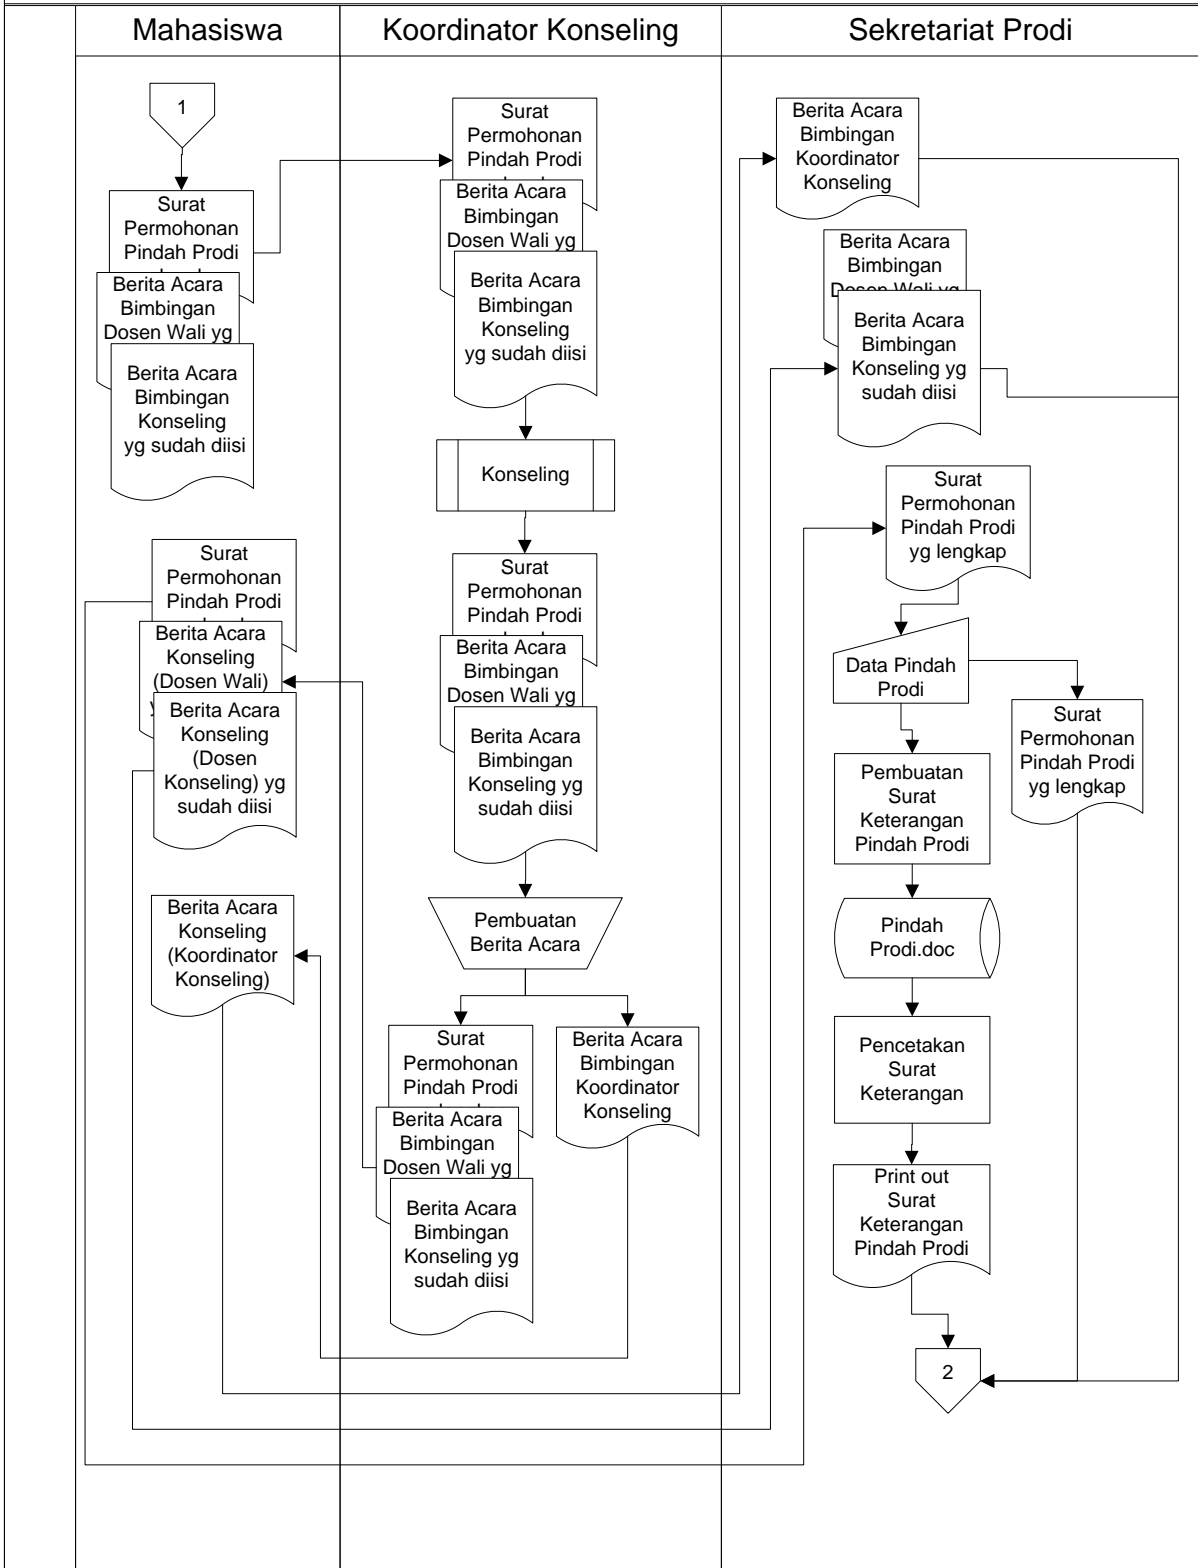 Mahasiswa
Koordinator Konseling
Sekretariat Prodi
1
Surat
Permohonan
Pindah Prodi
Berita Acara
Bimbingan
Dosen Wali yg
Berita Acara
Bimbingan
Konseling
yg sudah diisi
Surat
Permohonan
Pindah Prodi
Berita Acara
Konseling
(Dosen Wali)
Berita Acara
Konseling
(Dosen
Konseling) yg
sudah diisi
Berita Acara
Konseling
(Koordinator
Konseling)
Surat
Permohonan
Pindah Prodi
Berita Acara
Bimbingan
Dosen Wali yg
Berita Acara
Bimbingan
Konseling
yg sudah diisi
Konseling
Surat
Permohonan
Pindah Prodi
Berita Acara
Bimbingan
Dosen Wali yg
Berita Acara
Bimbingan
Konseling yg
sudah diisi
Pembuatan
Berita Acara
Surat
Permohonan
Pindah Prodi
Berita Acara
Bimbingan
Dosen Wali yg
Berita Acara
Bimbingan
Konseling yg
sudah diisi
Berita Acara
Bimbingan
Koordinator
Konseling
Berita Acara
Bimbingan
Koordinator
Konseling
Berita Acara
Bimbingan
Dosen Wali yg
Berita Acara
Bimbingan
Konseling yg
sudah diisi
Surat
Permohonan
Pindah Prodi
yg lengkap
Data Pindah
Prodi
Surat
Permohonan
Pindah Prodi
yg lengkap
Pembuatan
Surat
Keterangan
Pindah Prodi
Pindah
Prodi.doc
Pencetakan
Surat
Keterangan
Print out
Surat
Keterangan
Pindah Prodi
2